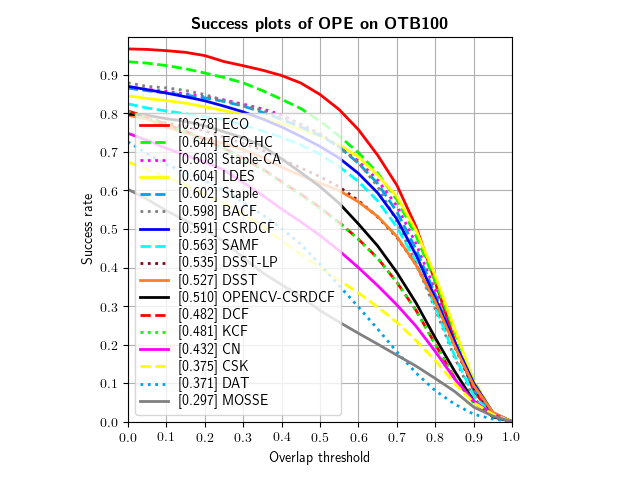 Success plots of OPE on OTB100
Success rate
0.9
0.8
0.7
0.6
0.5
0.4
0.3
0.2
0.1
0.0
[0.678] ECO
[0.644] ECO-HC
[0.608] Staple-CA
[0.604] LDES
[0.602] Staple
[0.598] BACF
[0.591] CSRDCF
[0.563] SAMF
[0.535] DSST-LP
[0.527] DSST
[0.510] OPENCV-CSRDCF
[0.482] DCF
[0.481] KCF
[0.432] CN
[0.375] CSK
[0.371] DAT
[0.297] MOSSE
0.0 0.1 0.2 0.3 0.4 0.5 0.6 0.7 0.8 0.9 1.0
Overlap threshold